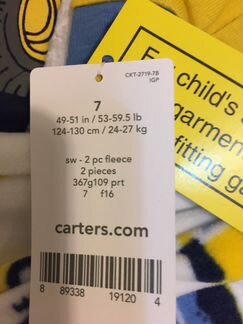 CKT-2719-7B
IGP
7
49-51 in / 53-59.5 lb
124-130 cm / 24-27 kg
sw - 2 pc fleece
2 pieces
367g109 prt
7 f16
carters.com
8 89338 19120 4
child's
garment
fitting